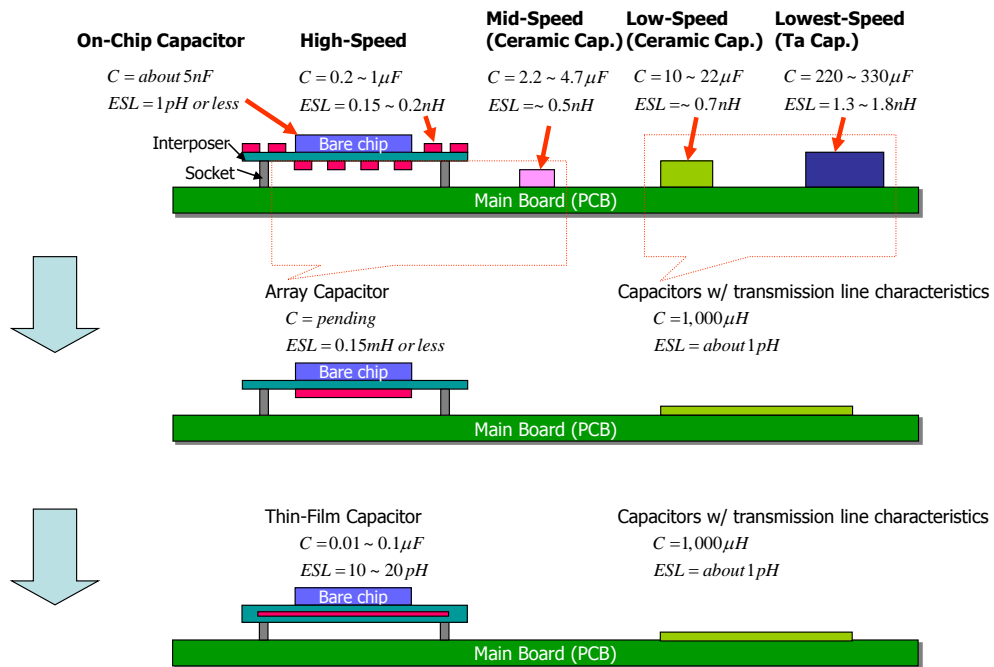 On-Chip Capacitor
C = about 5nF
ESL = 1pH or less
High-Speed
C = 0.2 ~ 1μF
ESL = 0.15 ~ 0.2nH
Mid-Speed
(Ceramic Cap.)
C = 2.2 ~ 4.7μF
ESL =~ 0.5nH
Low-Speed
(Ceramic Cap.)
C = 10 ~ 22μF
ESL =~ 0.7nH
Lowest-Speed
(Ta Cap.)
C = 220 ~ 330μF
ESL = 1.3 ~ 1.8nH
Interposer
Bare chip
Socket
Main Board (PCB)
Array Capacitor
C = pending
ESL = 0.15mH or less
Capacitors w/ transmission line characteristics
C = 1,000μH
ESL = about 1pH
Bare chip
Main Board (PCB)
Thin-Film Capacitor
C = 0.01 ~ 0.1μF
ESL = 10 ~ 20pH
Capacitors w/ transmission line characteristics
C = 1,000μH
ESL = about 1pH
Bare chip
Main Board (PCB)